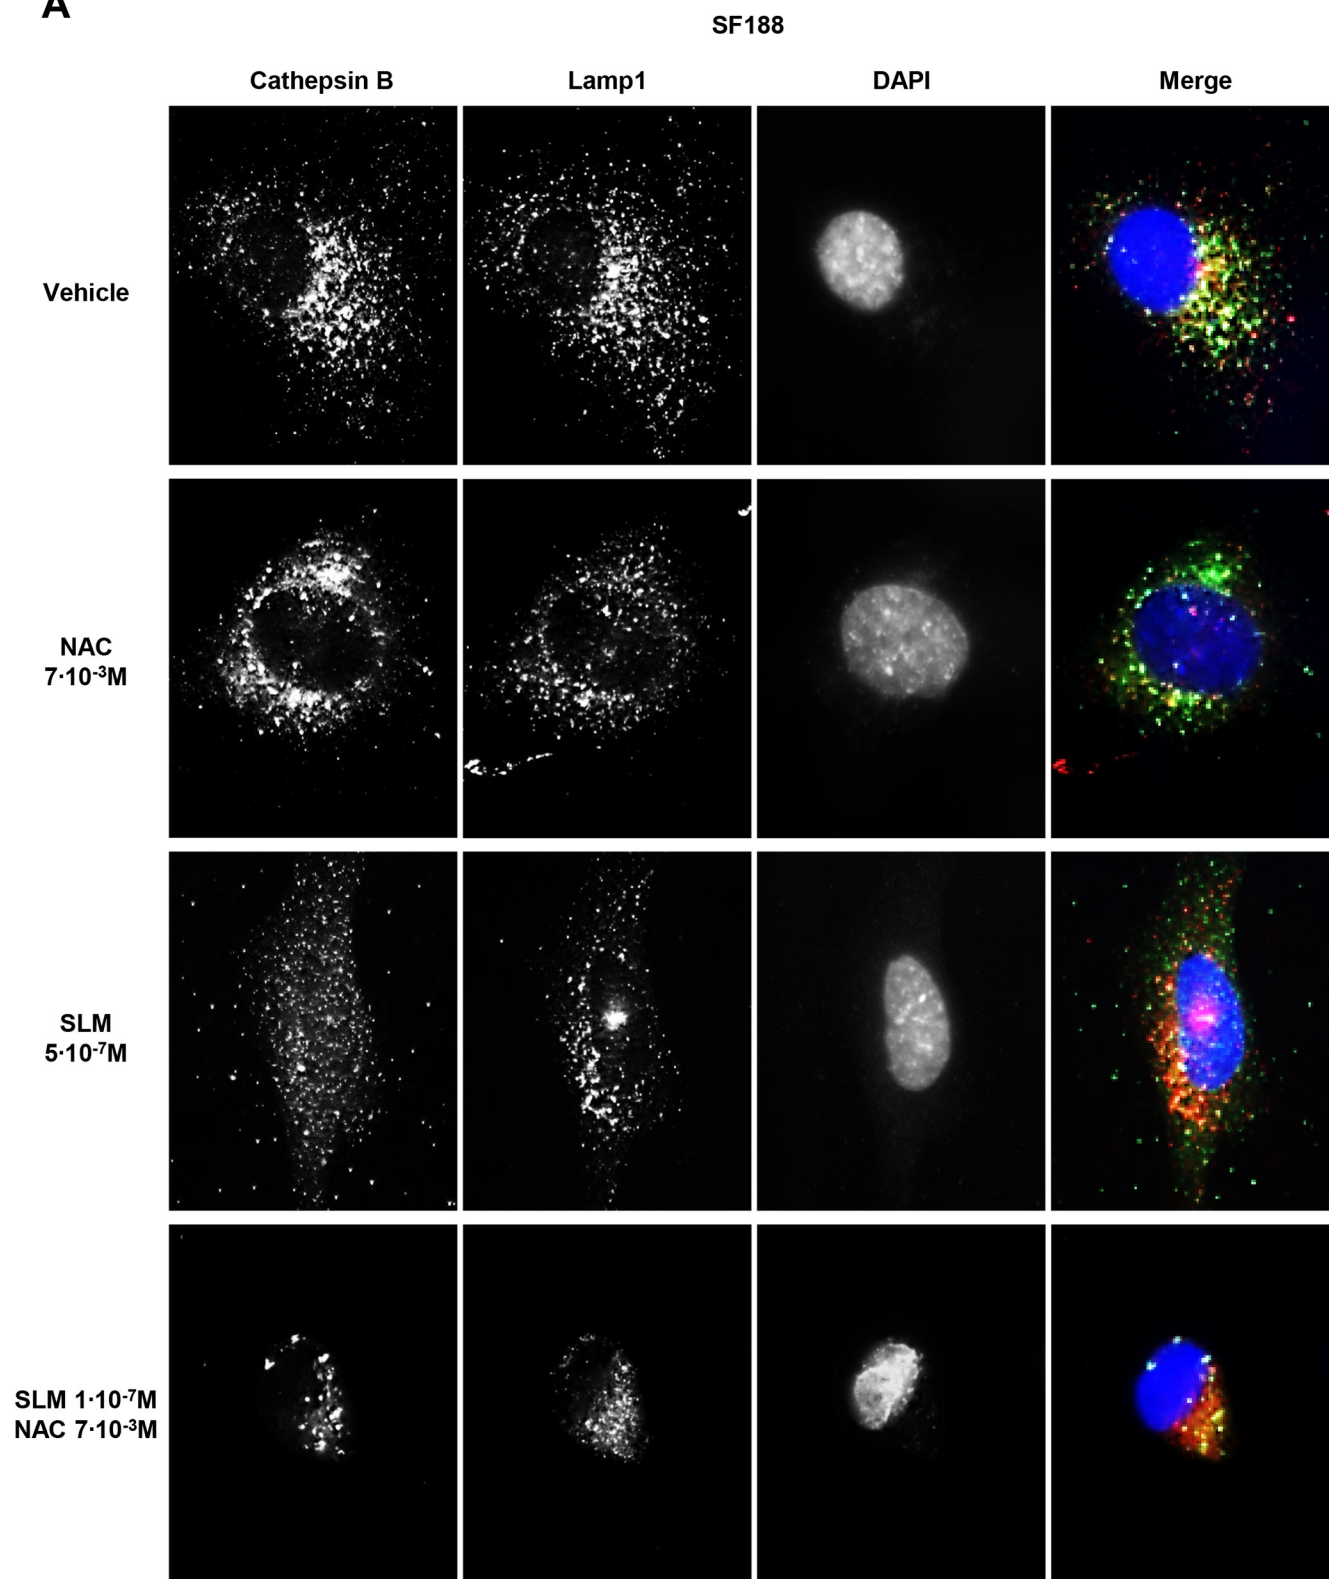 A
SF188
Cathepsin B Lamp1 DAPI Merge
Vehicle
NAC
7·10⁻³M
SLM
5·10⁻⁷M
SLM 1·10⁻⁷M
NAC 7·10⁻³M